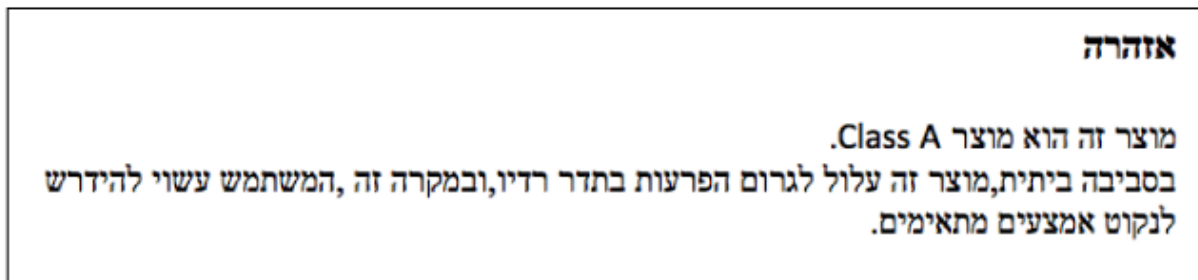 אזהרה
מוצר זה הוא מוצר Class A.
בסביבה ביתית,מוצר זה עלול לגרום הפרעות בתדר רדיו,ובמקרה זה ,המשתמש עשוי להידרש
לנקוט אמצעים מתאימים.